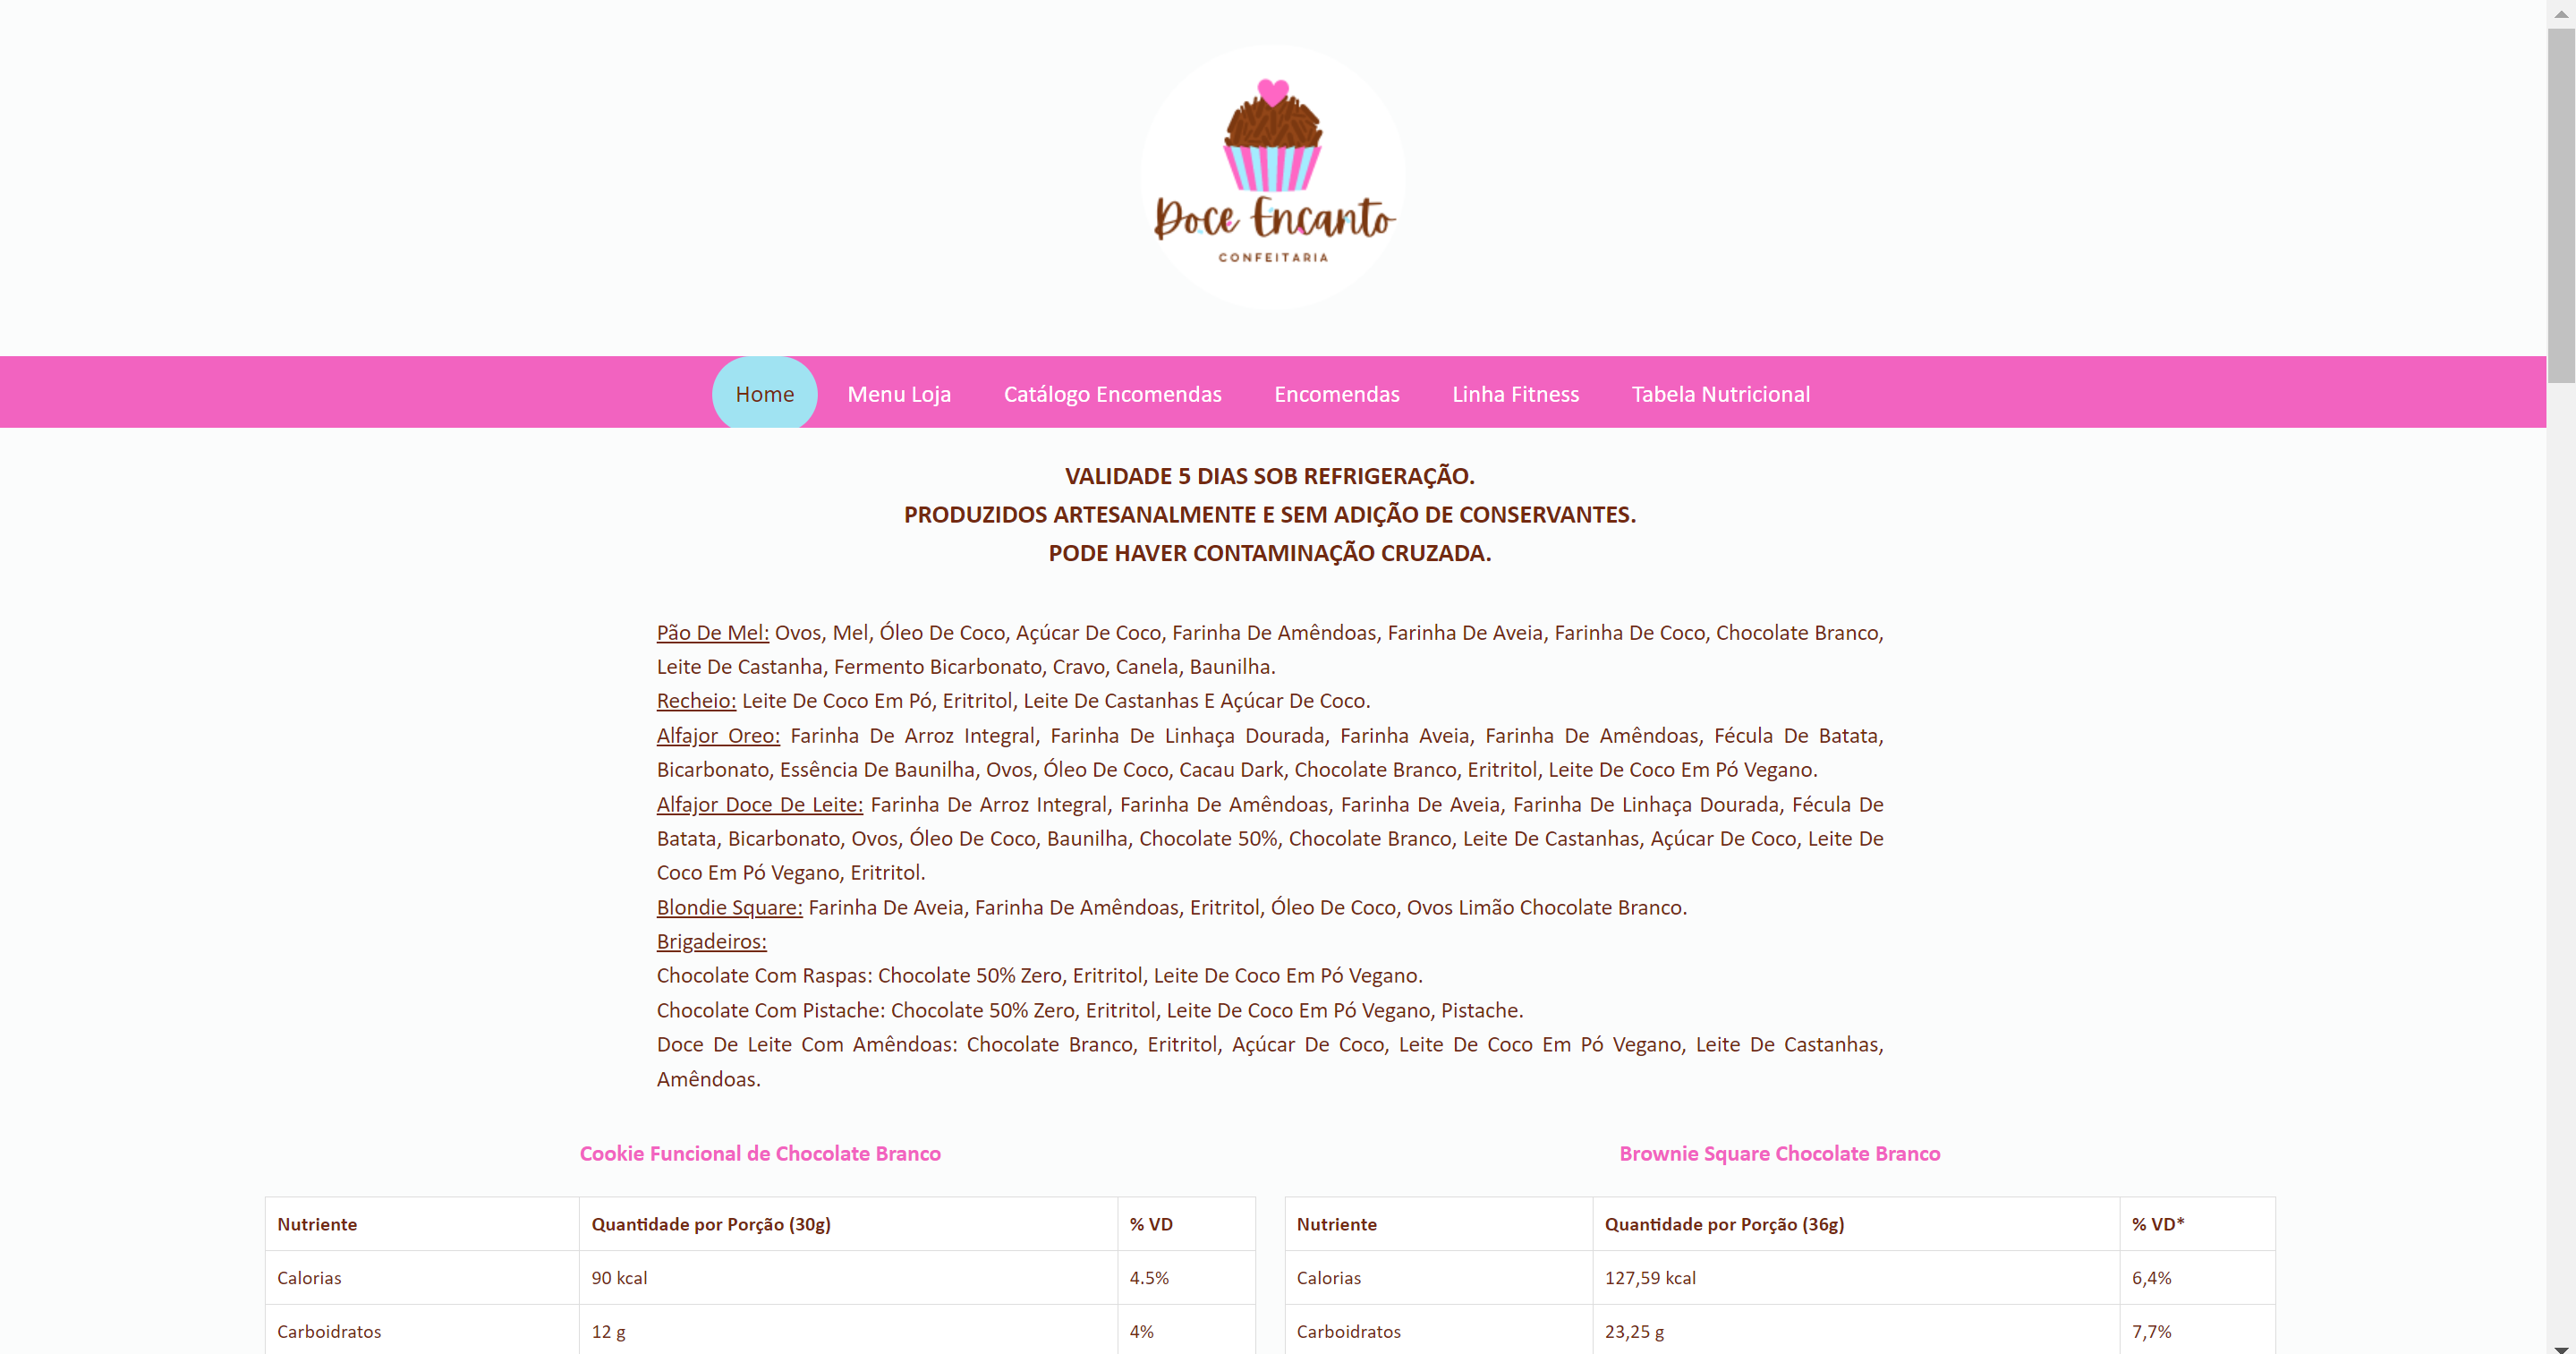 Doce Encanto
CONFEITARIA
Home Menu Loja Catálogo Encomendas Encomendas Linha Fitness Tabela Nutricional
VALIDADE 5 DIAS SOB REFRIGERAÇÃO.
PRODUZIDOS ARTESANALMENTE E SEM ADIÇÃO DE CONSERVANTES.
PODE HAVER CONTAMINAÇÃO CRUZADA.
Pão De Mel: Ovos, Mel, Óleo De Coco, Açúcar De Coco, Farinha De Amêndoas, Farinha De Aveia, Farinha De Coco, Chocolate Branco,
Leite De Castanha, Fermento Bicarbonato, Cravo, Canela, Baunilha.
Recheio: Leite De Coco Em Pó, Eritritol, Leite De Castanhas E Açúcar De Coco.
Alfajor Oreo: Farinha De Arroz Integral, Farinha De Linhaça Dourada, Farinha Aveia, Farinha De Amêndoas, Fécula De Batata,
Bicarbonato, Essência De Baunilha, Ovos, Óleo De Coco, Cacau Dark, Chocolate Branco, Eritritol, Leite De Coco Em Pó Vegano.
Alfajor Doce De Leite: Farinha De Arroz Integral, Farinha De Amêndoas, Farinha De Aveia, Farinha De Linhaça Dourada, Fécula De
Batata, Bicarbonato, Ovos, Óleo De Coco, Baunilha, Chocolate 50%, Chocolate Branco, Leite De Castanhas, Açúcar De Coco, Leite De
Coco Em Pó Vegano, Eritritol.
Blondie Square: Farinha De Aveia, Farinha De Amêndoas, Eritritol, Óleo De Coco, Ovos Limão Chocolate Branco.
Brigadeiros:
Chocolate Com Raspas: Chocolate 50% Zero, Eritritol, Leite De Coco Em Pó Vegano.
Chocolate Com Pistache: Chocolate 50% Zero, Eritritol, Leite De Coco Em Pó Vegano, Pistache.
Doce De Leite Com Amêndoas: Chocolate Branco, Eritritol, Açúcar De Coco, Leite De Coco Em Pó Vegano, Leite De Castanhas,
Amêndoas.
Cookie Funcional de Chocolate Branco
Nutriente Quantidade por Porção (30g) % VD
Calorias 90 kcal 4.5%
Carboidratos 12 g 4%
Brownie Square Chocolate Branco
Nutriente Quantidade por Porção (36g) % VD*
Calorias 127,59 kcal 6,4%
Carboidratos 23,25 g 7,7%